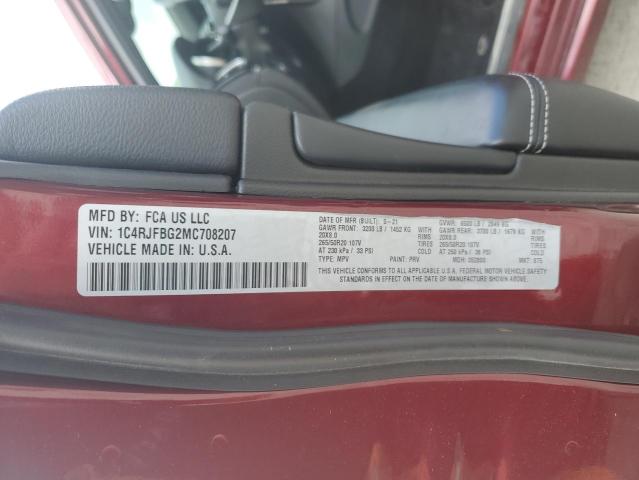 MFD BY: FCA US LLC
VIN: 1C4RJFBG2MC708207
VEHICLE MADE IN: U.S.A.
DATE OF MFR (BUILT): 5-21 GVWR: 6500 LB / 2949 KG
GAWR FRONT: 3200 LB / 1452 KG GAWR REAR: 3700 LB / 1678 KG
20X8.0 WITH 20X8.0 WITH
265/50R20 107V TIRES 265/50R20 107V TIRES
AT 230 kPa / 33 PSI COLD AT 250 kPa / 36 PSI COLD
TYPE: MPV PAINT: PRV MDH: MKT:
THIS VEHICLE CONFORMS TO ALL APPLICABLE U.S.A. FEDERAL MOTOR VEHICLE SAFETY
STANDARDS IN EFFECT ON THE DATE OF MANUFACTURE SHOWN ABOVE.